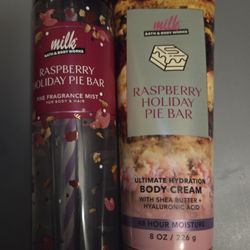 milk
BATH & BODY WORKS
RASPBERRY
HOLIDAY PIE BAR
FINE FRAGRANCE MIST
FOR BODY & HAIR
milk
BATH & BODY WORKS
RASPBERRY
HOLIDAY
PIE BAR
ULTIMATE HYDRATION
BODY CREAM
WITH SHEA BUTTER +
HYALURONIC ACID
48 HOUR MOISTURE
8 OZ / 226 g